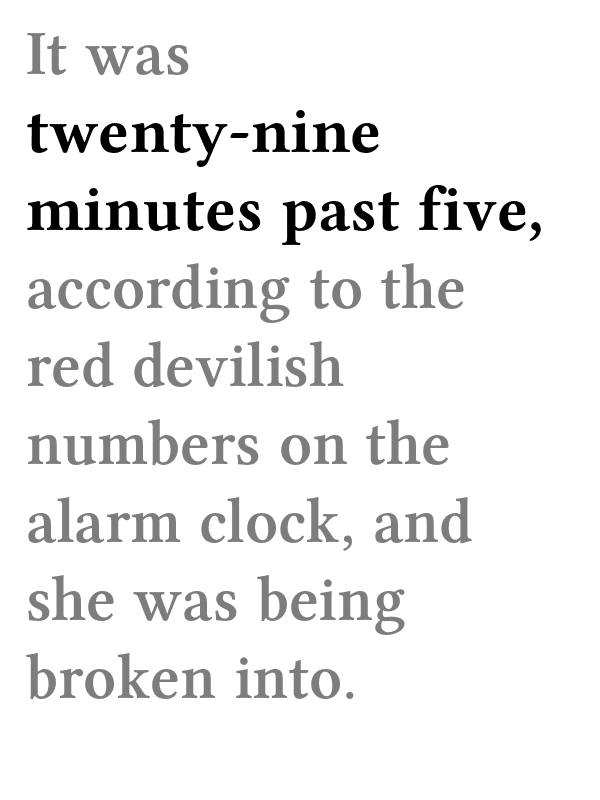 It was
twenty-nine
minutes past five,
according to the
red devilish
numbers on the
alarm clock, and
she was being
broken into.